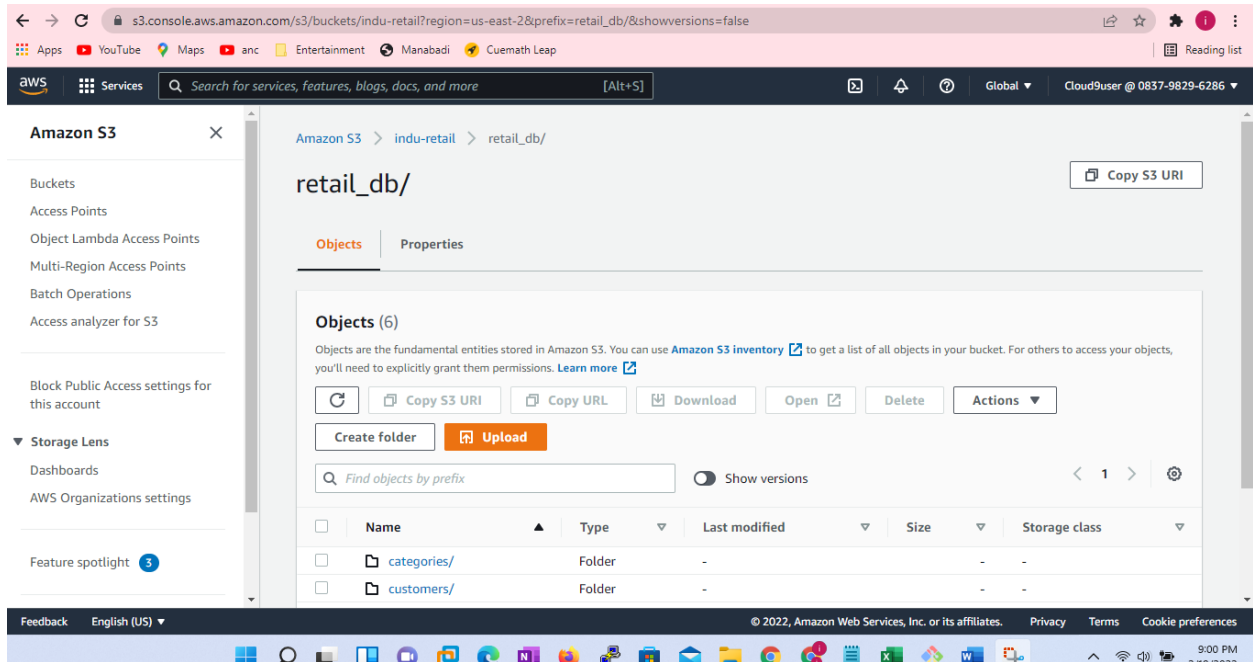 s3.console.aws.amazon.com/s3/buckets/indu-retail?region=us-east-2&prefix=retail_db/&showversions=false
i
Apps YouTube Maps anc Entertainment Manabadi Cuemath Leap Reading list
aws Services Search for services, features, blogs, docs, and more [Alt+S] Global ▼ Cloud9user @ 0837-9829-6286 ▼
Amazon S3
Buckets
Access Points
Object Lambda Access Points
Multi-Region Access Points
Batch Operations
Access analyzer for S3
Block Public Access settings for
this account
▼ Storage Lens
Dashboards
AWS Organizations settings
Feature spotlight 3
Amazon S3 > indu-retail > retail_db/
retail_db/
Copy S3 URI
Objects Properties
Objects (6)
Objects are the fundamental entities stored in Amazon S3. You can use Amazon S3 inventory to get a list of all objects in your bucket. For others to access your objects,
you'll need to explicitly grant them permissions. Learn more
Copy S3 URI Copy URL Download Open Delete Actions ▼
Create folder Upload
Find objects by prefix Show versions < 1 >
Name ▲ Type Last modified Size Storage class
categories/ Folder - - -
customers/ Folder - - -
Feedback English (US) ▼ © 2022, Amazon Web Services, Inc. or its affiliates. Privacy Terms Cookie preferences
9:00 PM